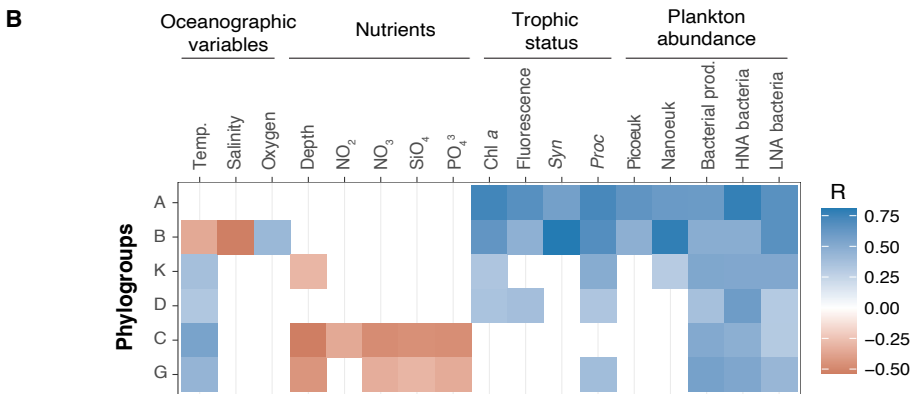 B
Oceanographic variables
Nutrients
Trophic status
Plankton abundance
Temp.
Salinity
Oxygen
Depth
NO₂
NO₃
SiO₄
PO₄³
Chl a
Fluorescence
Syn
Proc
Picoeuk
Nanoeuk
Bacterial prod.
HNA bacteria
LNA bacteria
Phylogroups
A
B
K
D
C
G
R
0.75
0.50
0.25
0.00
−0.25
−0.50